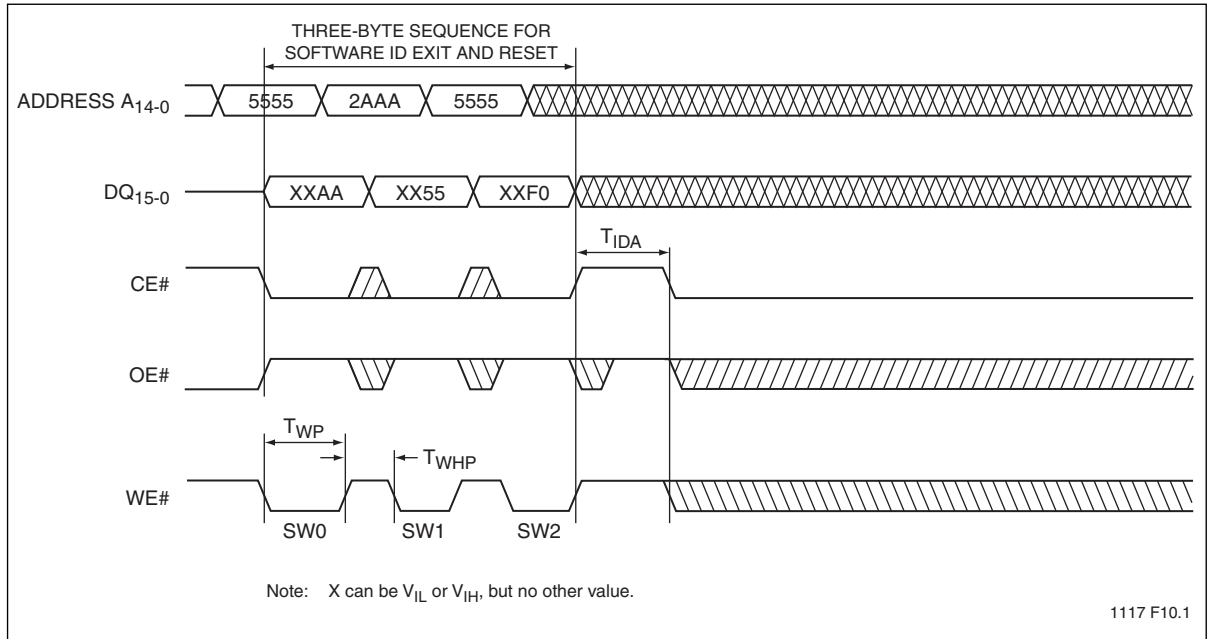 THREE-BYTE SEQUENCE FOR
SOFTWARE ID EXIT AND RESET
ADDRESS A14-0
5555 2AAA 5555
DQ15-0
XXAA XX55 XXF0
TIDA
CE#
OE#
TWP
TWHP
WE#
SW0 SW1 SW2
Note: X can be VIL or VIH, but no other value.
1117 F10.1